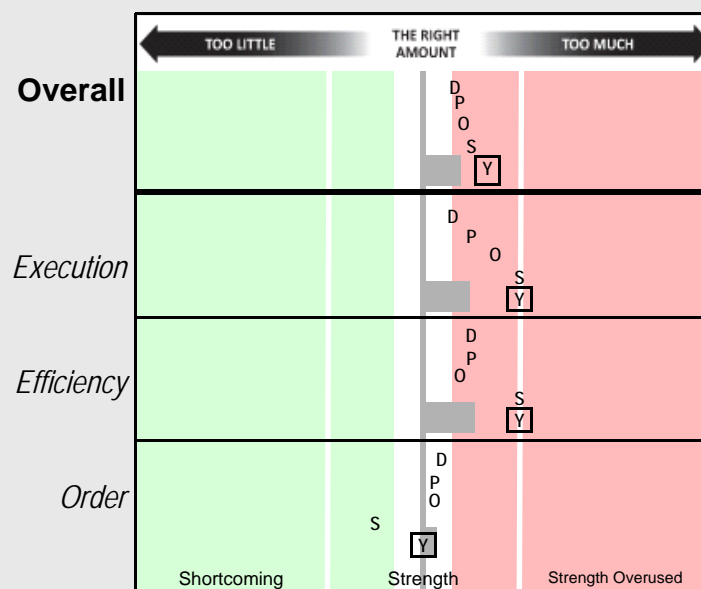 TOO LITTLE THE RIGHT AMOUNT TOO MUCH
Overall
D
P
O
S
Y
Execution
D
P
O
S
Y
Efficiency
D
P
O
S
Y
Order
D
P
O
S
Y
Shortcoming Strength Strength Overused